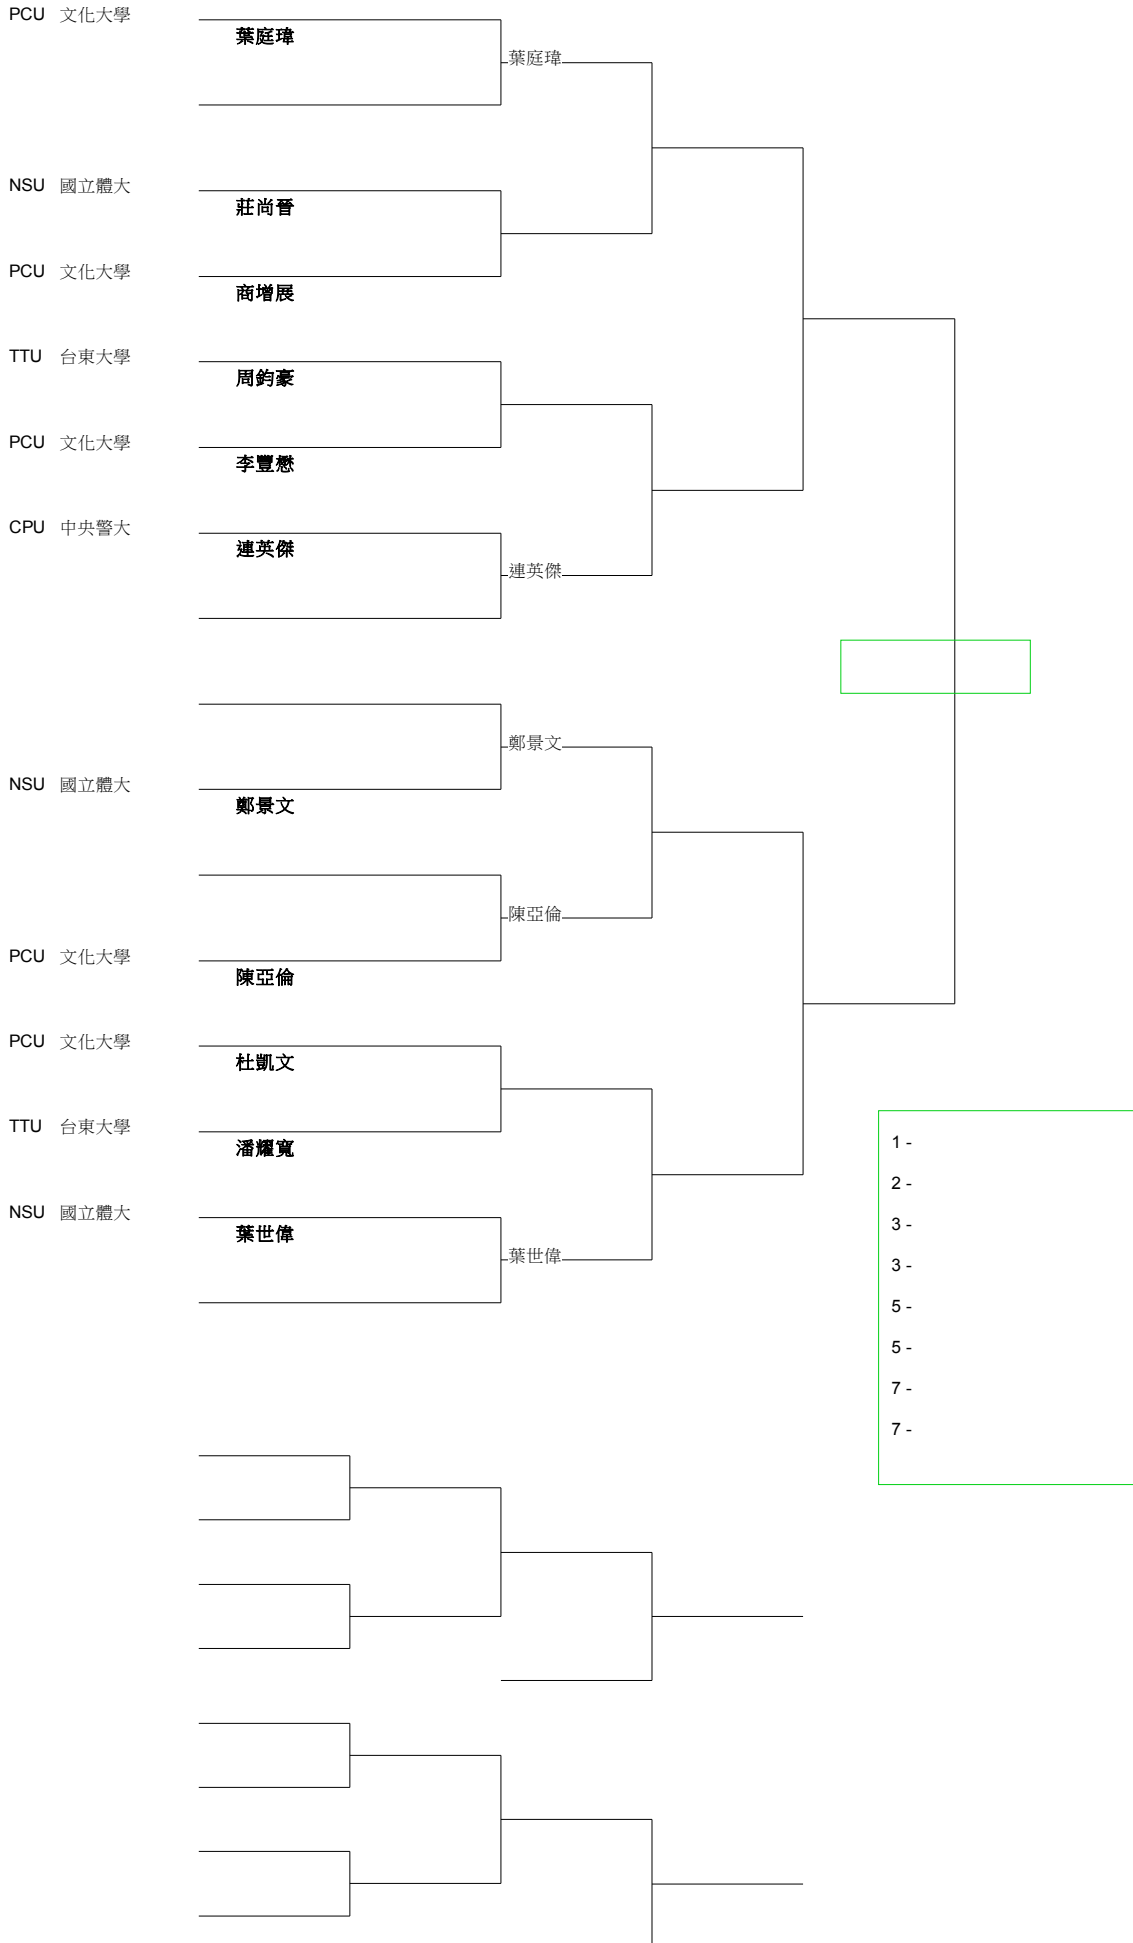 PCU 文化大學
葉庭瑋
葉庭瑋
NSU 國立體大
莊尚晉
PCU 文化大學
商增展
TTU 台東大學
周鈞豪
PCU 文化大學
李豐懋
CPU 中央警大
連英傑
連英傑
鄭景文
NSU 國立體大
鄭景文
陳亞倫
PCU 文化大學
陳亞倫
PCU 文化大學
杜凱文
TTU 台東大學
潘耀寬
NSU 國立體大
葉世偉
葉世偉
1 -
2 -
3 -
3 -
5 -
5 -
7 -
7 -